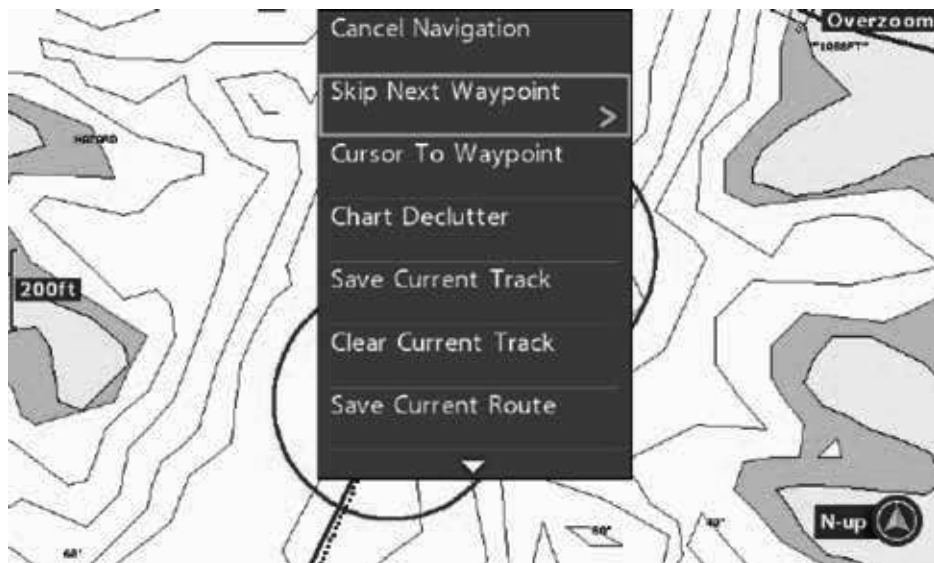 Cancel Navigation
Overzoom
Skip Next Waypoint
>
HAZARD
Cursor To Waypoint
Chart Declutter
200ft
Save Current Track
Clear Current Track
Save Current Route
N-up